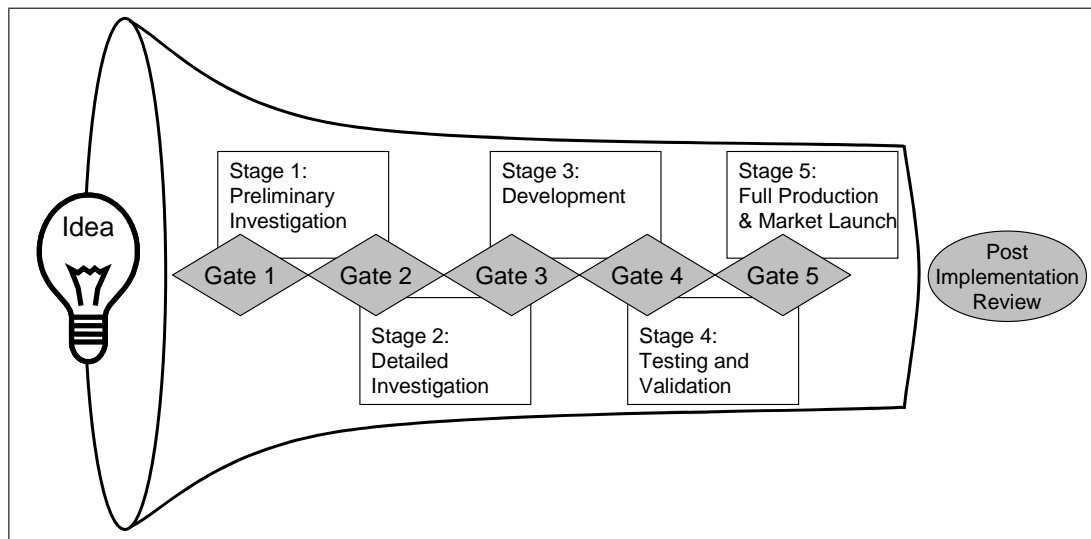 Idea
Stage 1:
Preliminary
Investigation
Stage 3:
Development
Stage 5:
Full Production
& Market Launch
Gate 1
Gate 2
Gate 3
Gate 4
Gate 5
Stage 2:
Detailed
Investigation
Stage 4:
Testing and
Validation
Post
Implementation
Review